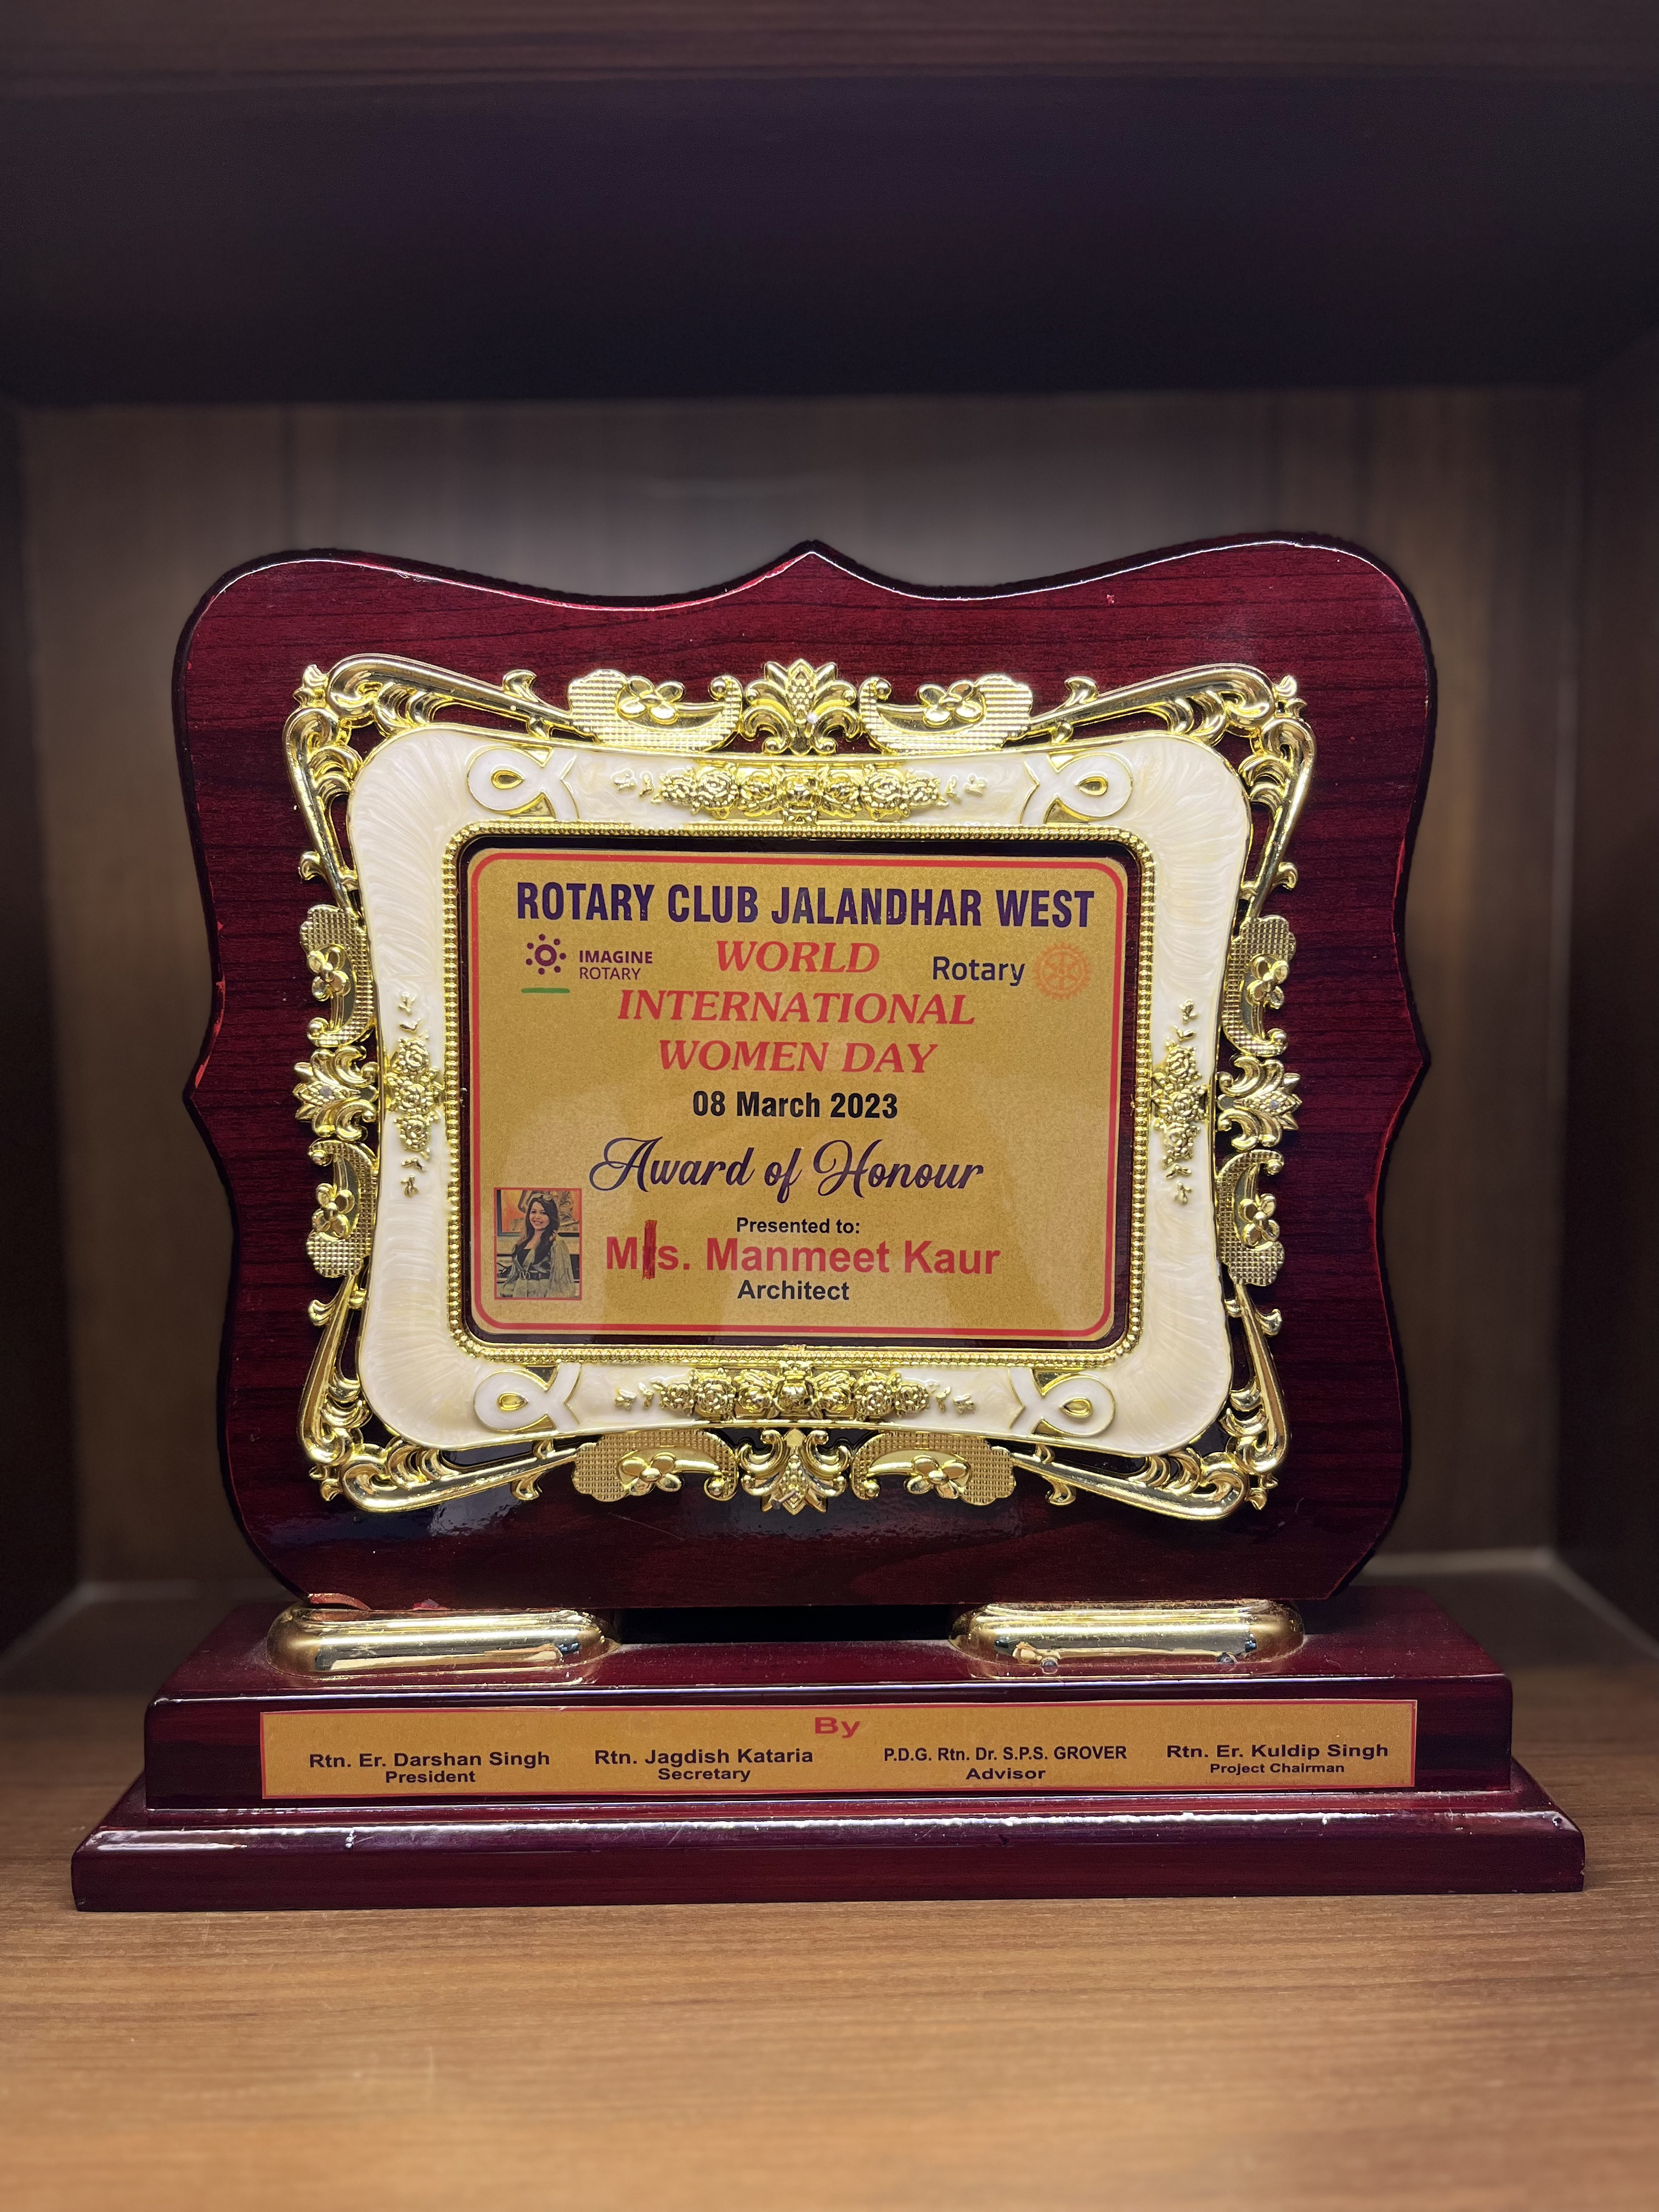 ROTARY CLUB JALANDHAR WEST
IMAGINE
ROTARY
Rotary
WORLD
INTERNATIONAL
WOMEN DAY
08 March 2023
Award of Honour
Presented to:
Ms. Manmeet Kaur
Architect
By
Rtn. Er. Darshan Singh
President
Rtn. Jagdish Kataria
Secretary
P.D.G. Rtn. Dr. S.P.S. GROVER
Advisor
Rtn. Er. Kuldip Singh
Project Chairman